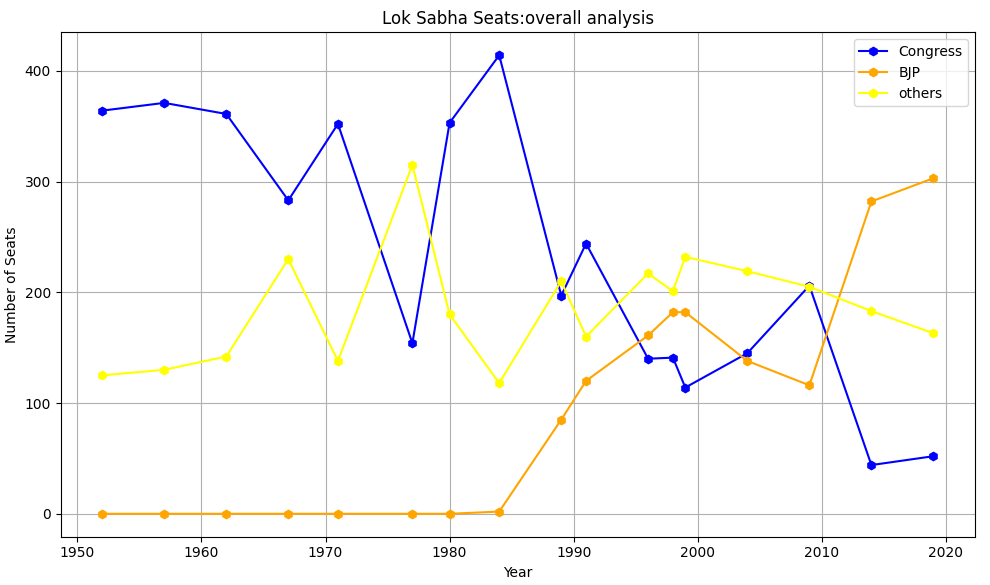 Lok Sabha Seats:overall analysis
Congress
BJP
others
Number of Seats
400
300
200
100
0
1950 1960 1970 1980 1990 2000 2010 2020
Year